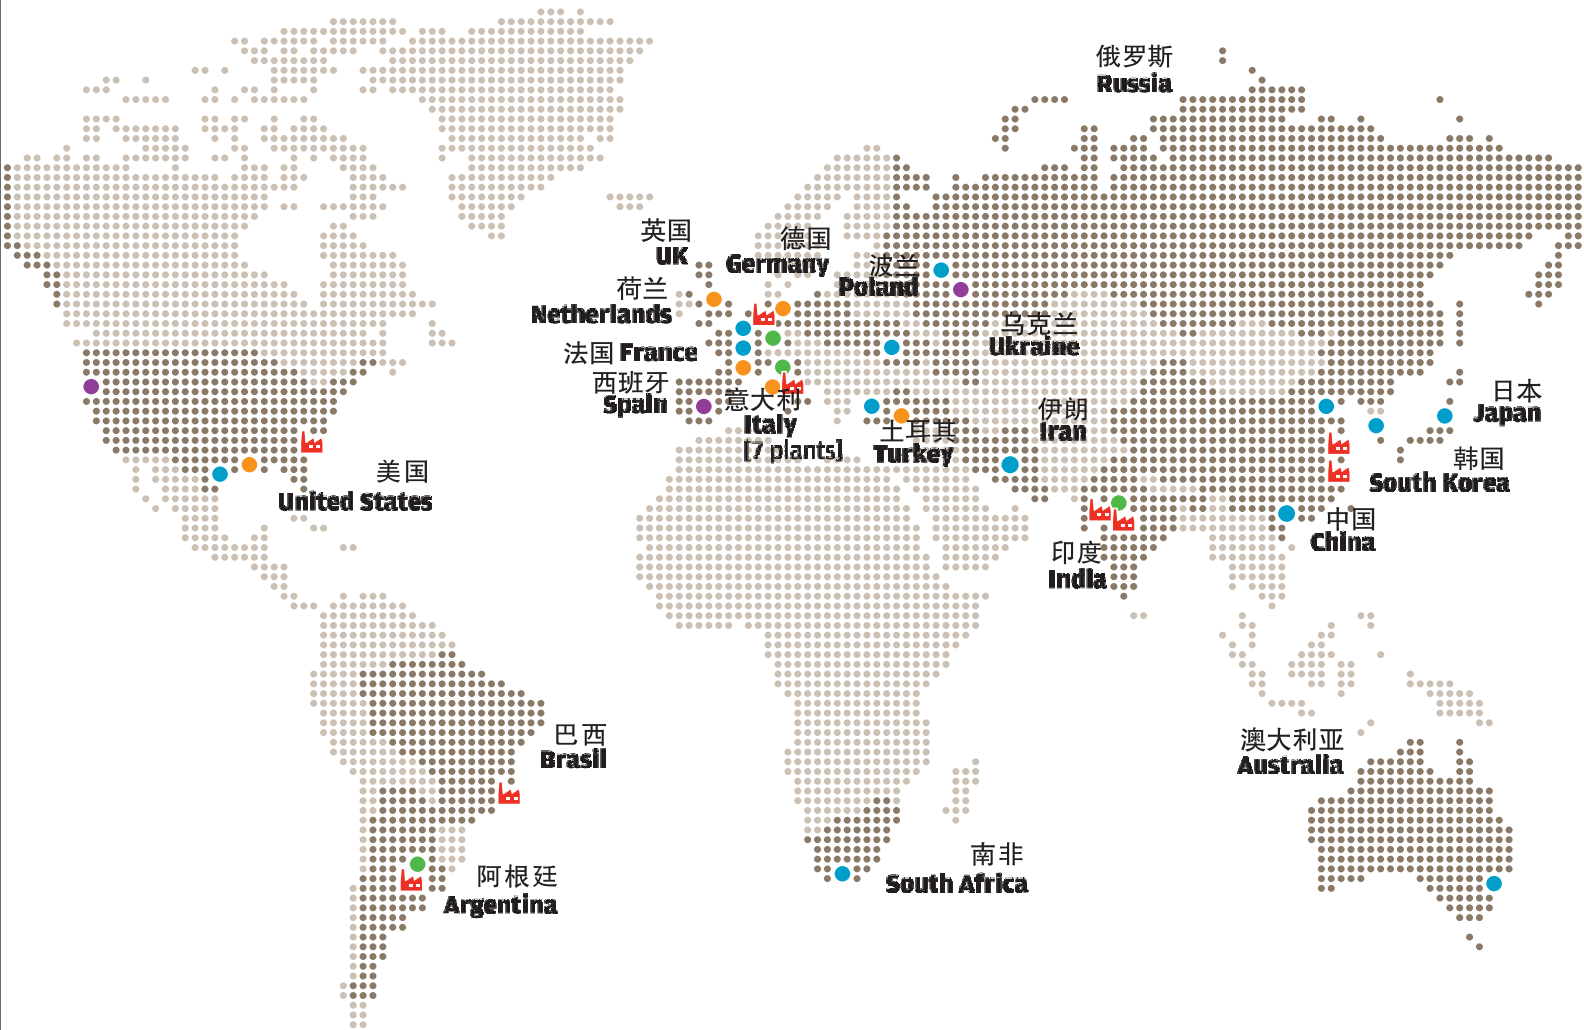 俄罗斯
Russia
英国
UK
德国
Germany
波兰
Poland
荷兰
Netherlands
乌克兰
Ukraine
法国 France
西班牙
Spain
意大利
Italy
[7 plants]
土耳其
Turkey
伊朗
Iran
日本
Japan
韩国
South Korea
美国
United States
中国
China
印度
India
巴西
Brasil
澳大利亚
Australia
南非
South Africa
阿根廷
Argentina